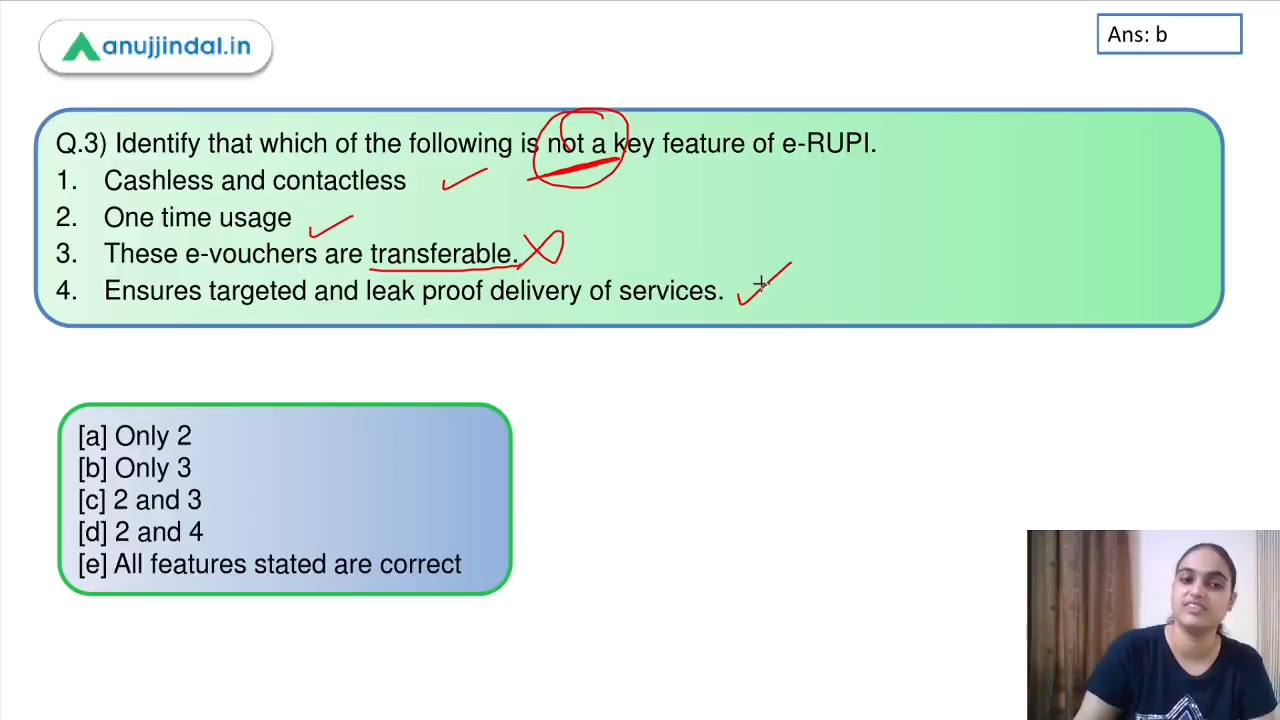 anujjindal.in
Ans: b
Q.3) Identify that which of the following is not a key feature of e-RUPI.
1. Cashless and contactless
2. One time usage
3. These e-vouchers are transferable.
4. Ensures targeted and leak proof delivery of services.
[a] Only 2
[b] Only 3
[c] 2 and 3
[d] 2 and 4
[e] All features stated are correct